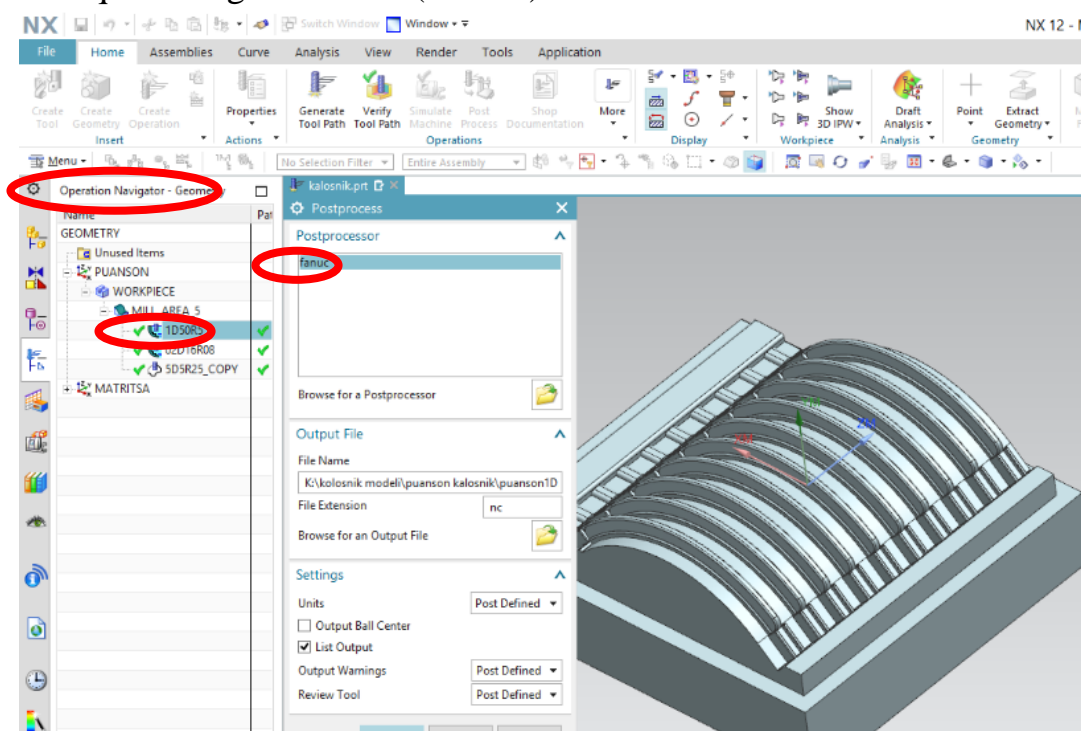 NX Switch Window Window NX 12 -
File Home Assemblies Curve Analysis View Render Tools Application
Create Tool Create Geometry Create Operation Properties Generate Tool Path Verify Tool Path Simulate Machine Post Process Shop Documentation More Show 3D IPW Draft Analysis Point Extract Geometry
Insert Actions Operations Display Workpiece Analysis Geometry
Menu No Selection Filter Entire Assembly
Operation Navigator - Geometry
kalosnik.prt
Name
GEOMETRY
Unused Items
PUANSON
WORKPIECE
MILL_AREA_5
1D50R5
02D16R08
5D5R25_COPY
MATRITSA
Postprocess
Postprocessor
fanuc
Browse for a Postprocessor
Output File
File Name
K:\kolosnik modeli\puanson kalosnik\puanson1D
File Extension nc
Browse for an Output File
Settings
Units Post Defined
Output Ball Center
List Output
Output Warnings Post Defined
Review Tool Post Defined